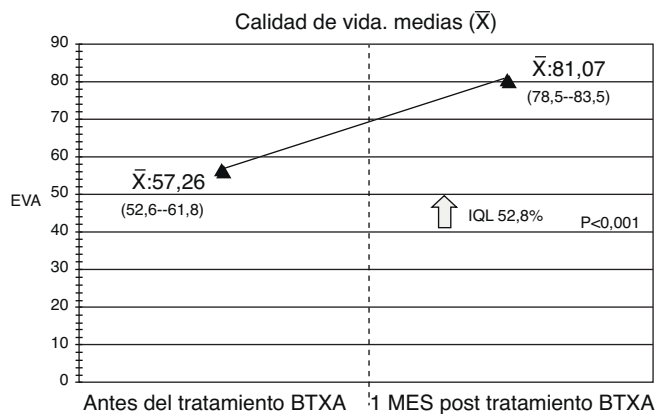 Calidad de vida. medias (X̅)
90
80
70
60
50
40
30
20
10
0
EVA
X̅:81,07
(78,5--83,5)
X̅:57,26
(52,6--61,8)
IQL 52,8%
P<0,001
Antes del tratamiento BTXA
1 MES post tratamiento BTXA